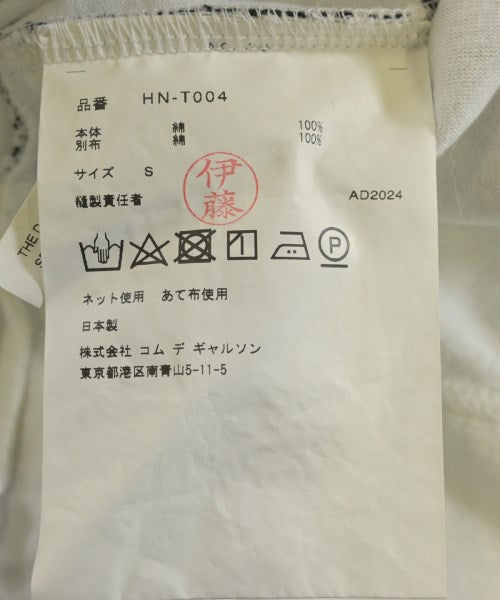 品番 HN-T004
本体 綿 100%
別布 綿 100%
サイズ S
縫製責任者 伊藤 AD2024
P
ネット使用 あて布使用
日本製
株式会社 コム デ ギャルソン
東京都港区南青山5-11-5
THE D